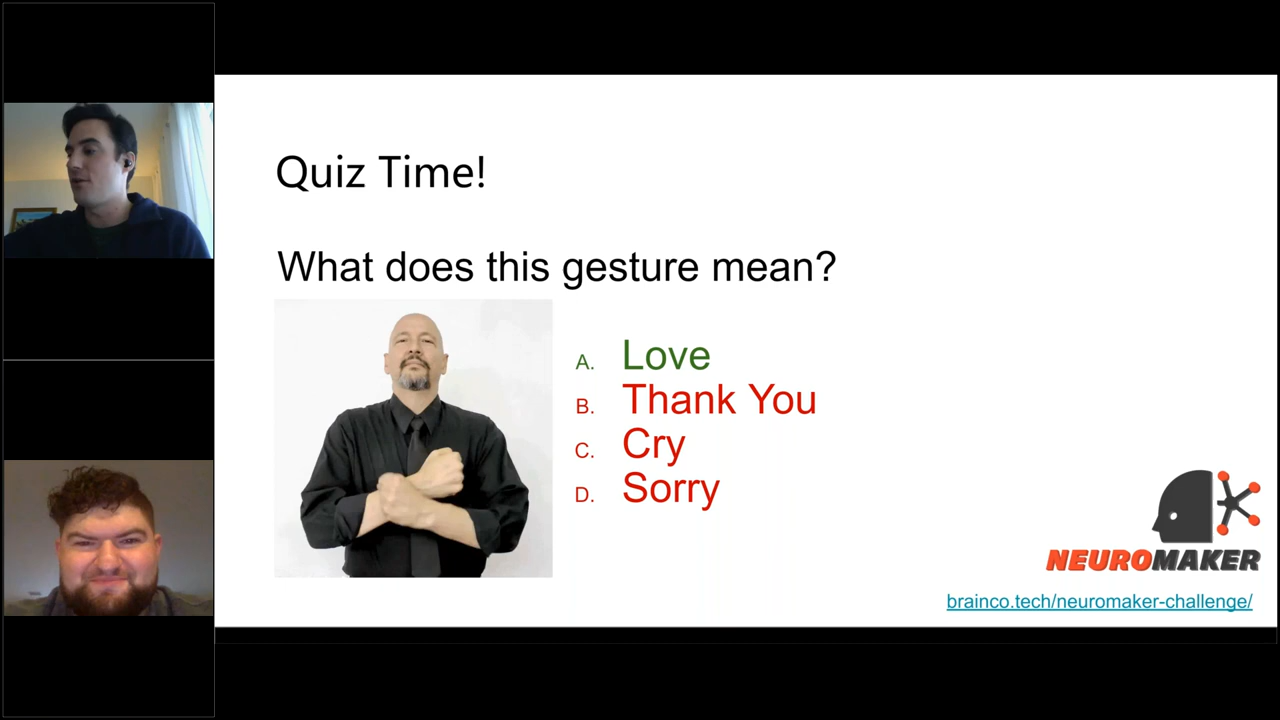 Quiz Time!
What does this gesture mean?
A. Love
B. Thank You
C. Cry
D. Sorry
NEUROMAKER
brainco.tech/neuromaker-challenge/